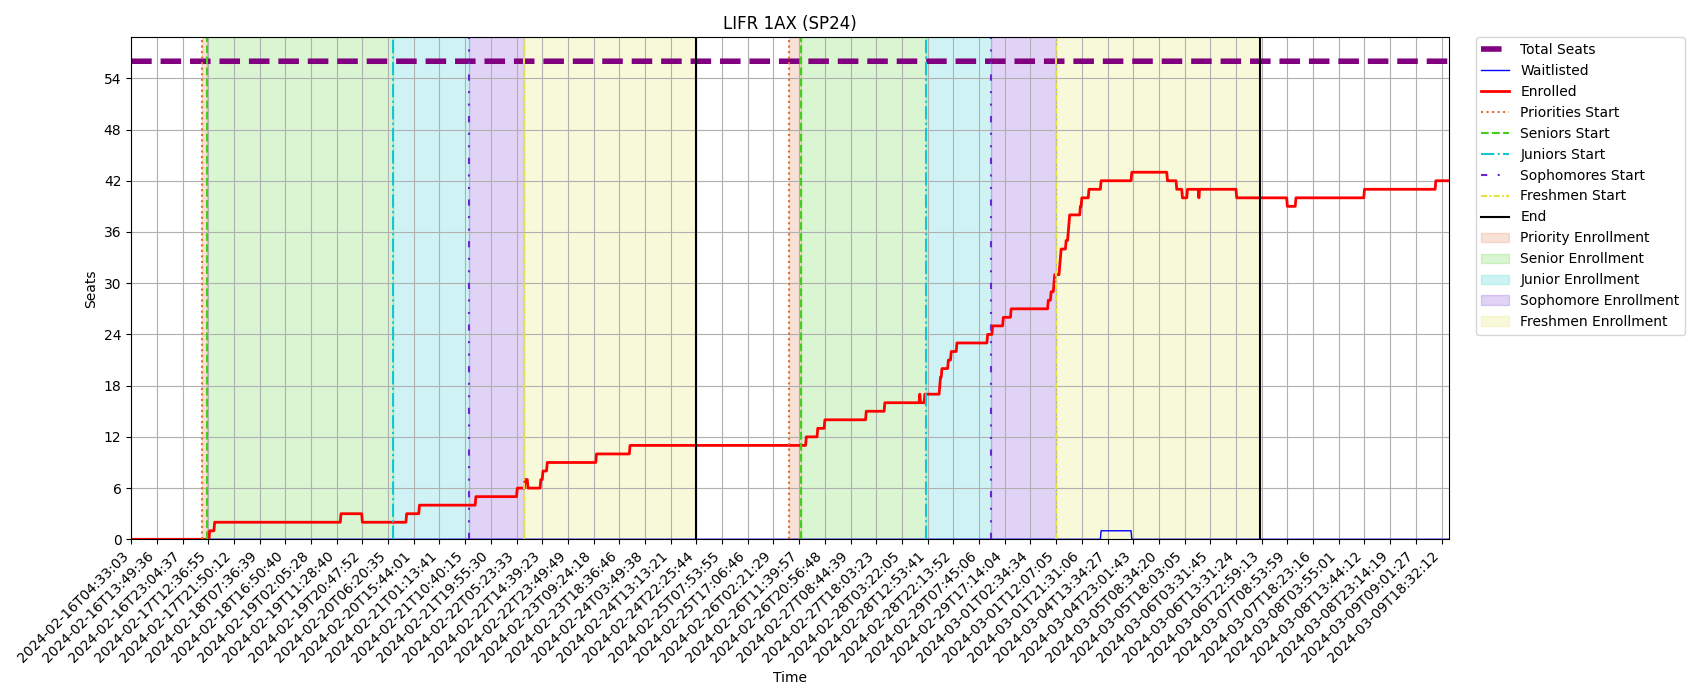 LIFR 1AX (SP24)
Seats
54
48
42
36
30
24
18
12
6
0
2024-02-16T04:33:03
2024-02-16T13:49:36
2024-02-16T23:04:37
2024-02-17T12:36:55
2024-02-17T21:50:12
2024-02-18T07:36:39
2024-02-18T16:50:40
2024-02-19T02:05:28
2024-02-19T11:28:40
2024-02-19T20:47:52
2024-02-20T06:20:35
2024-02-20T15:44:01
2024-02-21T01:13:41
2024-02-21T10:40:15
2024-02-21T19:55:30
2024-02-22T05:23:33
2024-02-22T14:39:23
2024-02-22T23:49:49
2024-02-23T09:24:18
2024-02-23T18:36:46
2024-02-24T03:49:38
2024-02-24T13:13:21
2024-02-24T22:25:44
2024-02-25T07:53:55
2024-02-25T17:06:46
2024-02-26T02:21:29
2024-02-26T11:39:57
2024-02-26T20:56:48
2024-02-27T08:44:39
2024-02-27T18:03:23
2024-02-28T03:22:05
2024-02-28T12:53:41
2024-02-28T22:13:52
2024-02-29T07:45:06
2024-02-29T17:14:04
2024-03-01T02:34:34
2024-03-01T12:07:05
2024-03-01T21:31:06
2024-03-04T13:34:27
2024-03-04T23:01:43
2024-03-05T08:34:20
2024-03-05T18:03:05
2024-03-06T03:31:45
2024-03-06T13:31:24
2024-03-06T22:59:13
2024-03-07T08:53:59
2024-03-07T18:23:16
2024-03-08T03:55:01
2024-03-08T13:44:12
2024-03-08T23:14:19
2024-03-09T09:01:27
2024-03-09T18:32:12
Time
Total Seats
Waitlisted
Enrolled
Priorities Start
Seniors Start
Juniors Start
Sophomores Start
Freshmen Start
End
Priority Enrollment
Senior Enrollment
Junior Enrollment
Sophomore Enrollment
Freshmen Enrollment